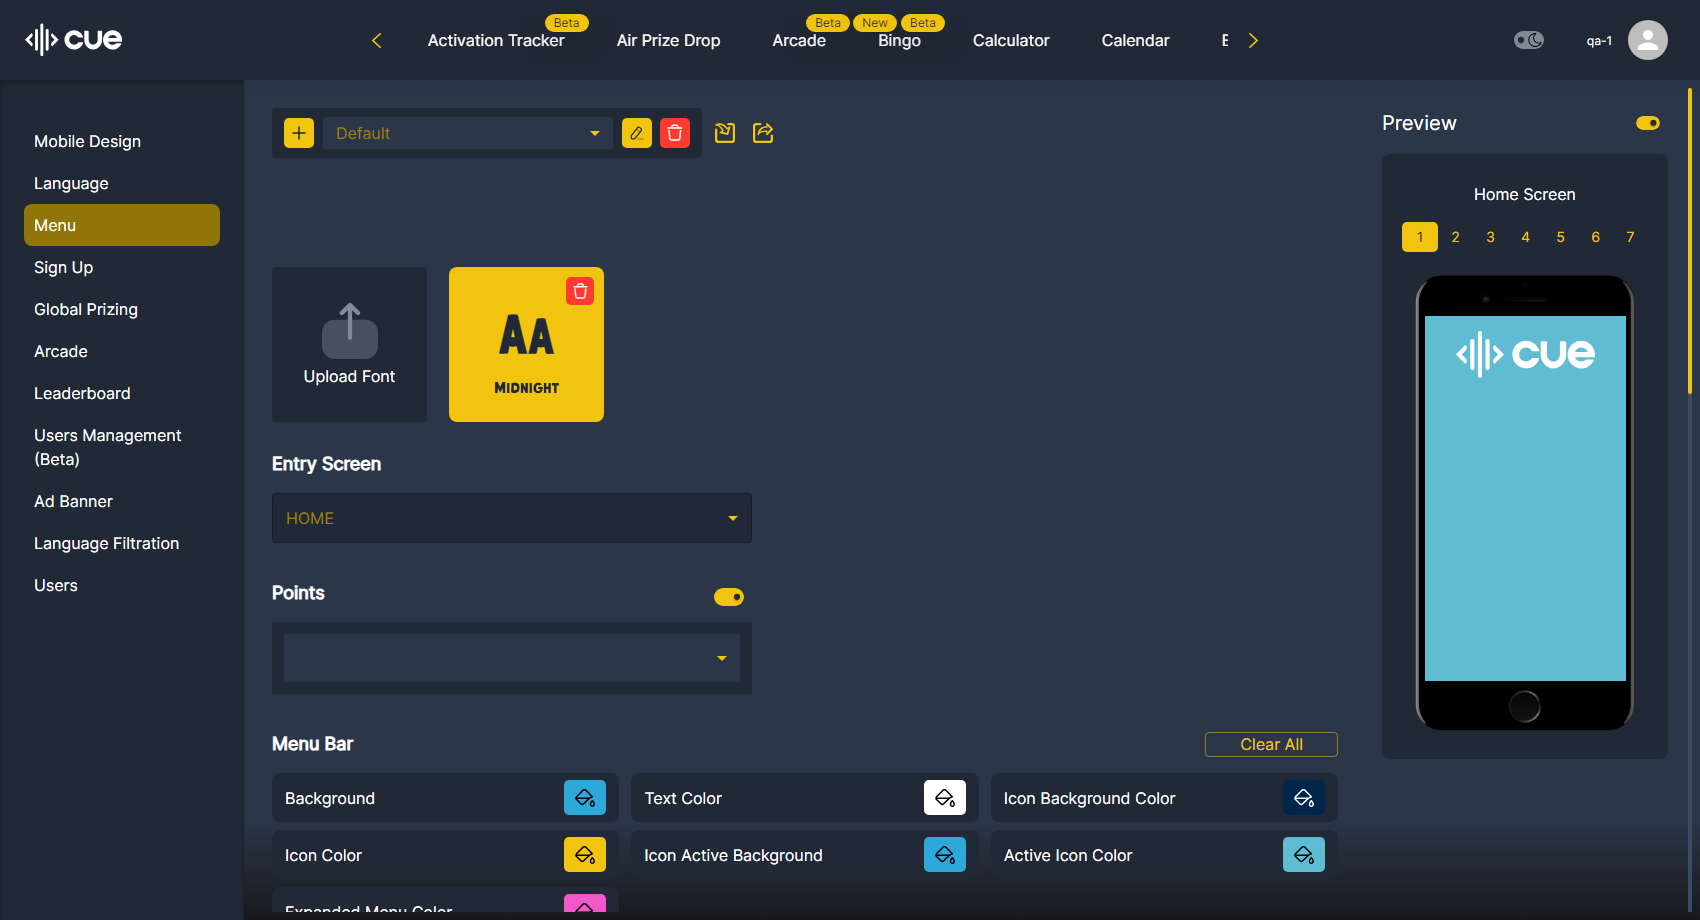 cue
Beta
Activation Tracker
Air Prize Drop
Beta
Arcade
New
Beta
Bingo
Calculator
Calendar
qa-1
Mobile Design
Language
Menu
Sign Up
Global Prizing
Arcade
Leaderboard
Users Management
(Beta)
Ad Banner
Language Filtration
Users
Default
Upload Font
AA
MIDNIGHT
Entry Screen
HOME
Points
Menu Bar
Clear All
Background
Text Color
Icon Background Color
Icon Color
Icon Active Background
Active Icon Color
Expanded Menu Color
Preview
Home Screen
1 2 3 4 5 6 7
cue